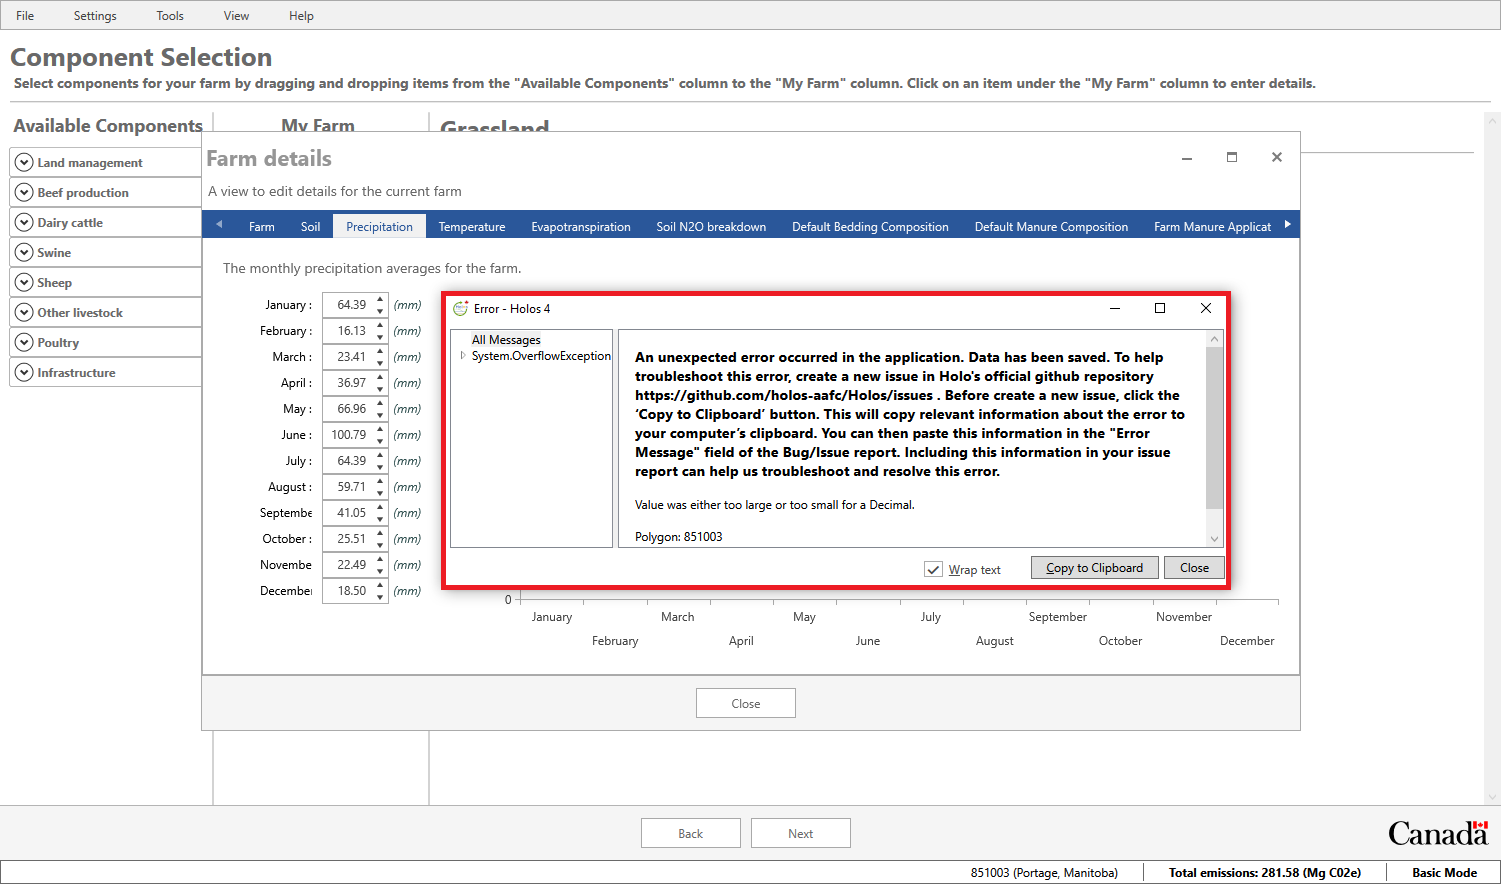 File Settings Tools View Help
Component Selection
Select components for your farm by dragging and dropping items from the "Available Components" column to the "My Farm" column. Click on an item under the "My Farm" column to enter details.
Available Components
My Farm
Grassland
Land management
Beef production
Dairy cattle
Swine
Sheep
Other livestock
Poultry
Infrastructure
Farm details
A view to edit details for the current farm
Farm Soil Precipitation Temperature Evapotranspiration Soil N2O breakdown Default Bedding Composition Default Manure Composition Farm Manure Applicat
The monthly precipitation averages for the farm.
January : 64.39 (mm)
February : 16.13 (mm)
March : 23.41 (mm)
April : 36.97 (mm)
May : 66.96 (mm)
June : 100.79 (mm)
July : 64.39 (mm)
August : 59.71 (mm)
Septembe 41.05 (mm)
October : 25.51 (mm)
Novembe 22.49 (mm)
December 18.50 (mm)
Error - Holos 4
All Messages
System.OverflowException
An unexpected error occurred in the application. Data has been saved. To help
troubleshoot this error, create a new issue in Holo's official github repository
https://github.com/holos-aafc/Holos/issues . Before create a new issue, click the
‘Copy to Clipboard’ button. This will copy relevant information about the error to
your computer’s clipboard. You can then paste this information in the "Error
Message" field of the Bug/Issue report. Including this information in your issue
report can help us troubleshoot and resolve this error.
Value was either too large or too small for a Decimal.
Polygon: 851003
Wrap text
Copy to Clipboard
Close
0
January March May July September November
February April June August October December
Close
Back Next
Canada
851003 (Portage, Manitoba) Total emissions: 281.58 (Mg C02e) Basic Mode